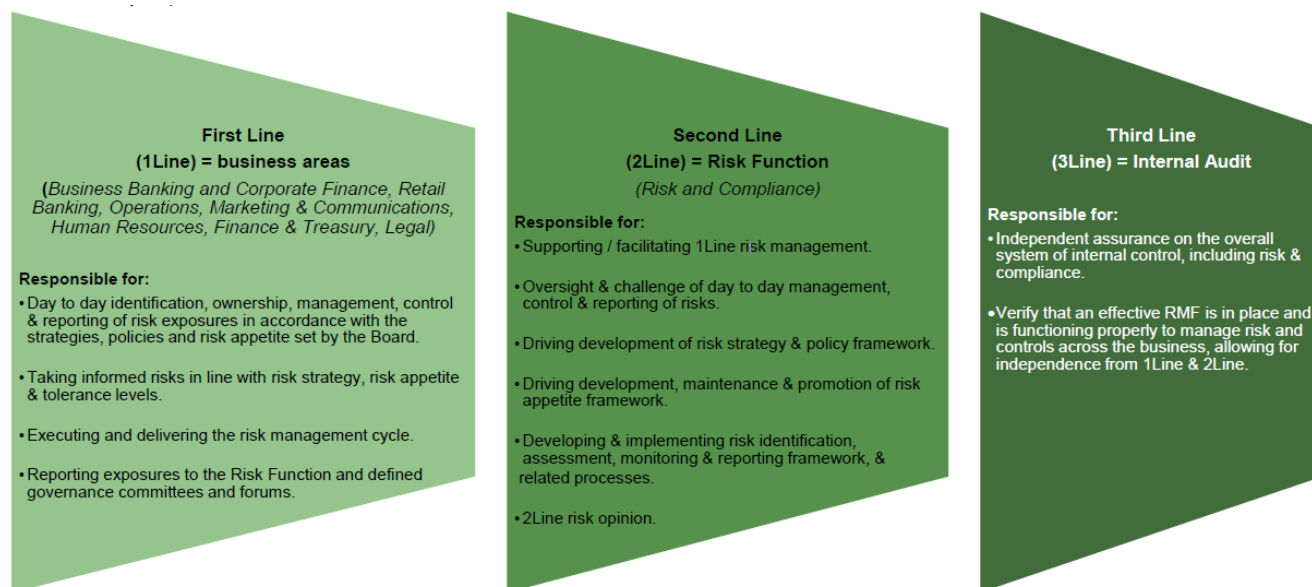 First Line
(1Line) = business areas
(Business Banking and Corporate Finance, Retail
Banking, Operations, Marketing & Communications,
Human Resources, Finance & Treasury, Legal)
Responsible for:
• Day to day identification, ownership, management, control
& reporting of risk exposures in accordance with the
strategies, policies and risk appetite set by the Board.
• Taking informed risks in line with risk strategy, risk appetite
& tolerance levels.
• Executing and delivering the risk management cycle.
• Reporting exposures to the Risk Function and defined
governance committees and forums.
Second Line
(2Line) = Risk Function
(Risk and Compliance)
Responsible for:
• Supporting / facilitating 1Line risk management.
• Oversight & challenge of day to day management,
control & reporting of risks.
• Driving development of risk strategy & policy framework.
• Driving development, maintenance & promotion of risk
appetite framework.
• Developing & implementing risk identification,
assessment, monitoring & reporting framework, &
related processes.
• 2Line risk opinion.
Third Line
(3Line) = Internal Audit
Responsible for:
• Independent assurance on the overall
system of internal control, including risk &
compliance.
• Verify that an effective RMF is in place and
is functioning properly to manage risk and
controls across the business, allowing for
independence from 1Line & 2Line.